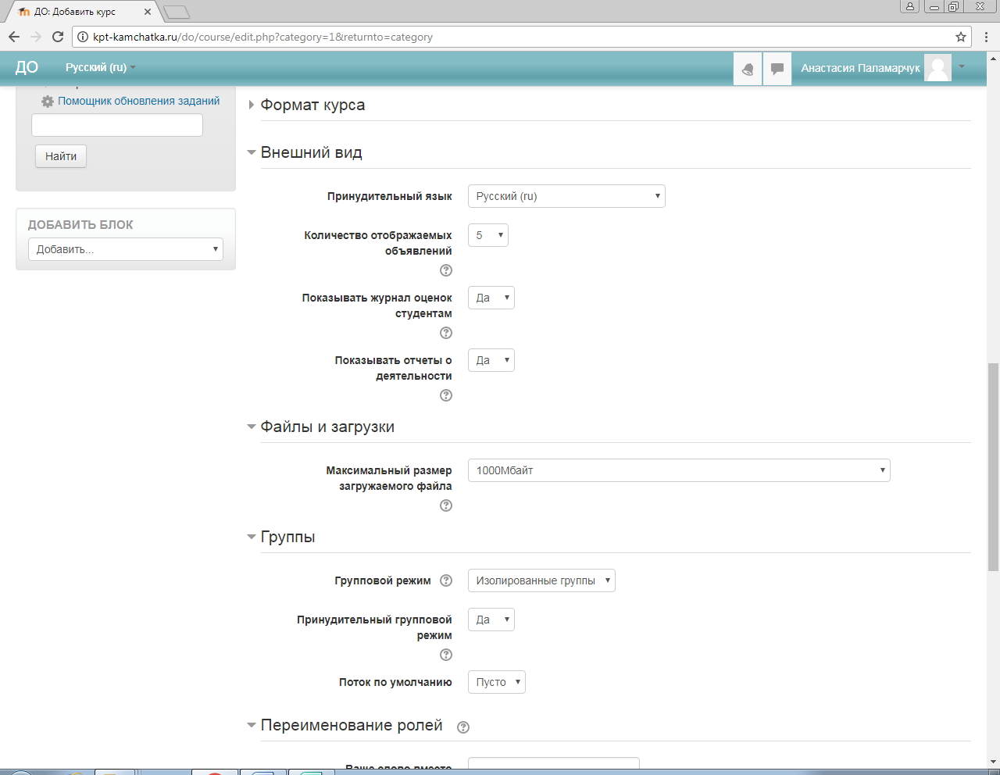 ДО: Добавить курс
kpt-kamchatka.ru/do/course/edit.php?category=1&returnto=category
ДО
Русский (ru)
Анастасия Паламарчук
Помощник обновления заданий
Найти
ДОБАВИТЬ БЛОК
Добавить...
Формат курса
Внешний вид
Принудительный язык
Русский (ru)
Количество отображаемых
объявлений
5
Показывать журнал оценок
студентам
Да
Показывать отчеты о
деятельности
Да
Файлы и загрузки
Максимальный размер
загружаемого файла
1000Мбайт
Группы
Групповой режим
Изолированные группы
Принудительный групповой
режим
Да
Поток по умолчанию
Пусто
Переименование ролей
Ваше слово вместо